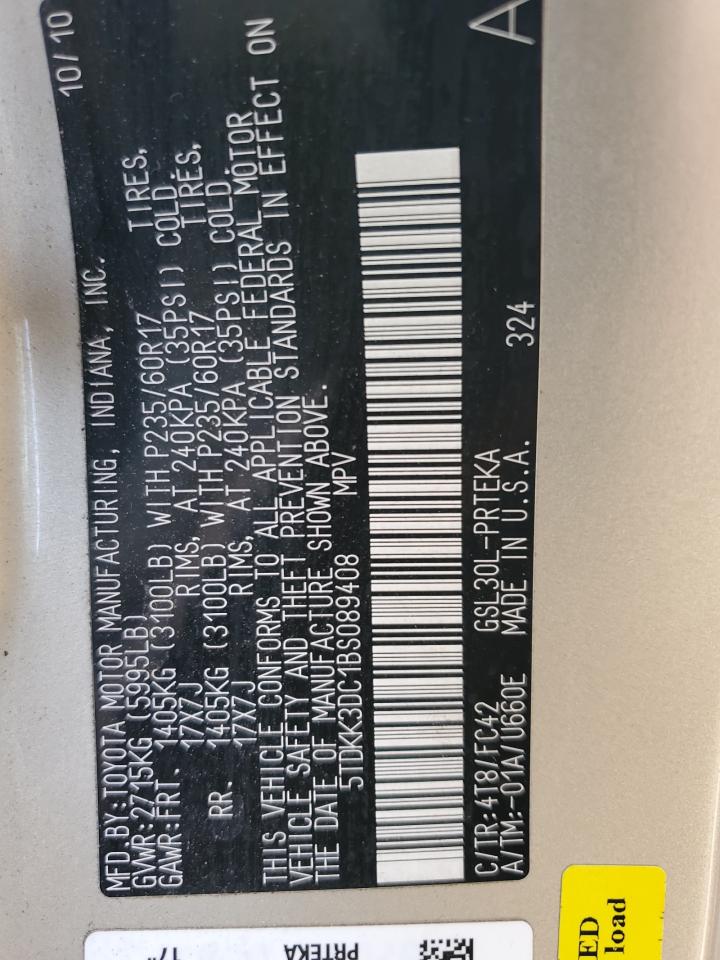 MFD.BY:TOYOTA MOTOR MANUFACTURING, INDIANA, INC. 10/10
GVWR:2715KG (5995LB)
GAWR:FRT. 1405KG (3100LB) WITH P235/60R17 TIRES,
17X7J RIMS, AT 240KPA (35PSI) COLD.
RR. 1405KG (3100LB) WITH P235/60R17 TIRES,
17X7J RIMS, AT 240KPA (35PSI) COLD.
THIS VEHICLE CONFORMS TO ALL APPLICABLE FEDERAL MOTOR
VEHICLE SAFETY AND THEFT PREVENTION STANDARDS IN EFFECT ON
THE DATE OF MANUFACTURE SHOWN ABOVE.
5TDKK3DC1BS089408 MPV
C/TR:4T8/FC42 GSL30L-PRTEKA
A/TM:-01A/U660E MADE IN U.S.A. 324 A
17"
PRTEKA
ED
load